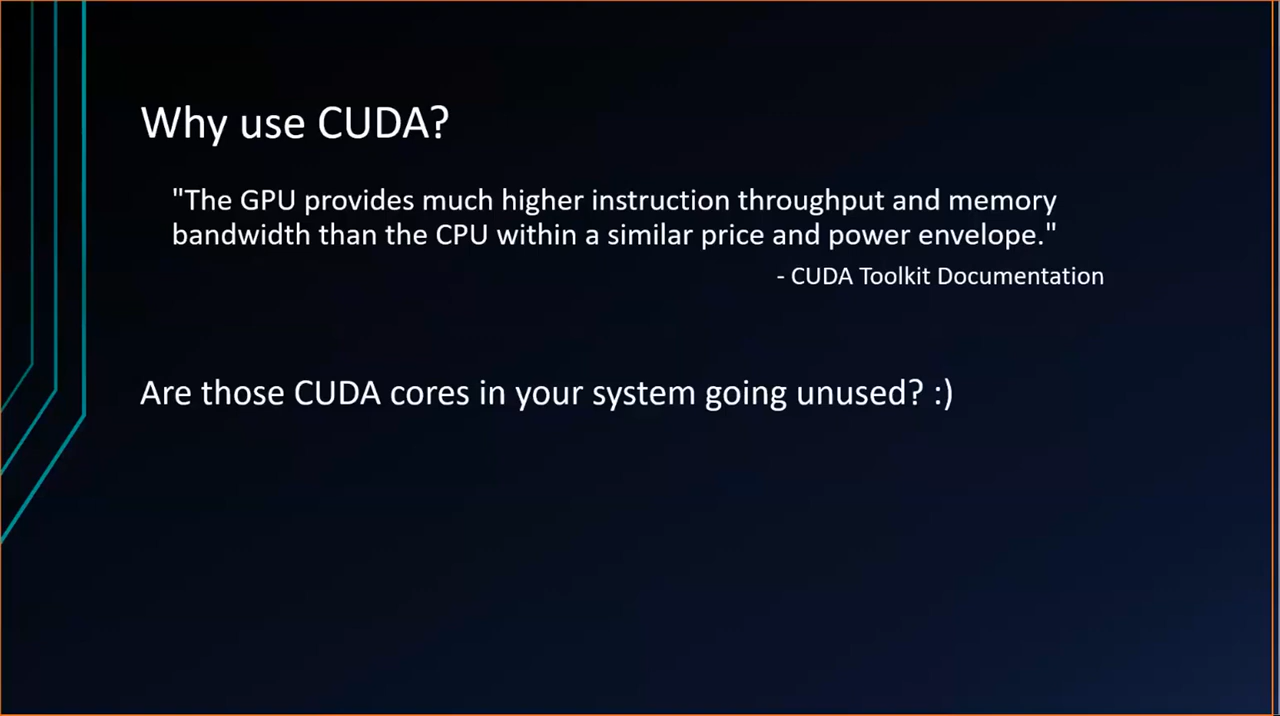 Why use CUDA?
"The GPU provides much higher instruction throughput and memory
bandwidth than the CPU within a similar price and power envelope."
- CUDA Toolkit Documentation
Are those CUDA cores in your system going unused? :)